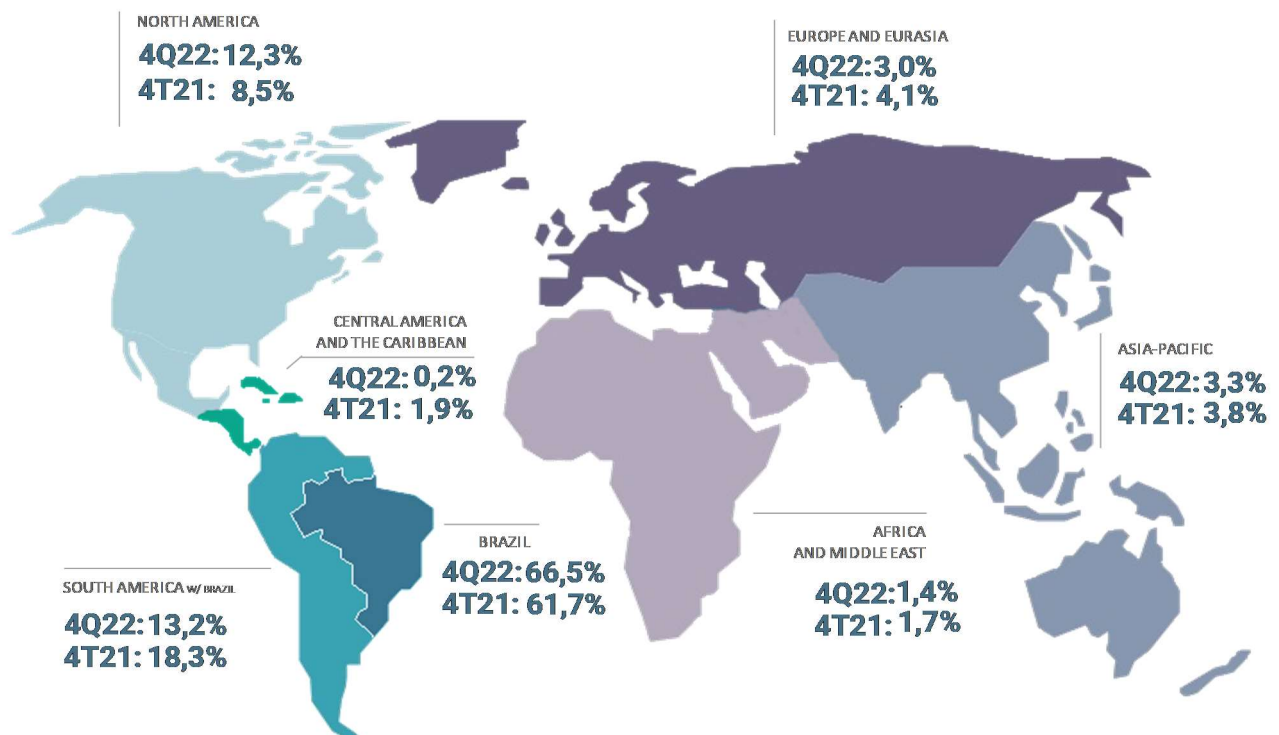 NORTH AMERICA
4Q22: 12,3%
4T21: 8,5%
EUROPE AND EURASIA
4Q22: 3,0%
4T21: 4,1%
CENTRAL AMERICA
AND THE CARIBBEAN
4Q22: 0,2%
4T21: 1,9%
ASIA-PACIFIC
4Q22: 3,3%
4T21: 3,8%
BRAZIL
4Q22: 66,5%
4T21: 61,7%
AFRICA
AND MIDDLE EAST
4Q22: 1,4%
4T21: 1,7%
SOUTH AMERICA W/ BRAZIL
4Q22: 13,2%
4T21: 18,3%